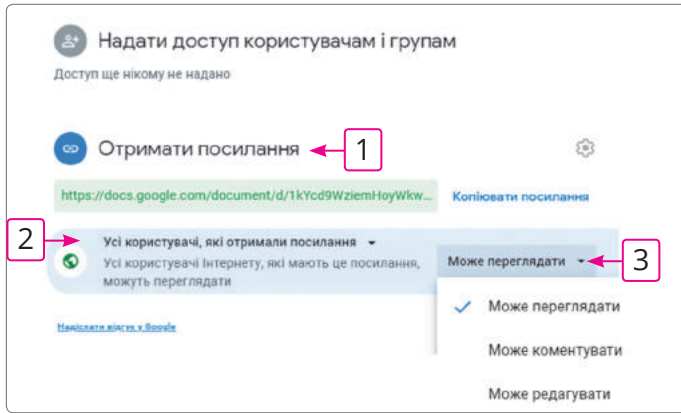 Надати доступ користувачам і групам
Доступ ще нікому не надано
Отримати посилання
1
https://docs.google.com/document/d/1kYcd9WziemHoyWkw...
Копіювати посилання
2
Усі користувачі, які отримали посилання
Усі користувачі Інтернету, які мають це посилання,
можуть переглядати
Може переглядати
3
Може переглядати
Може коментувати
Може редагувати
Надіслати відгук у Google